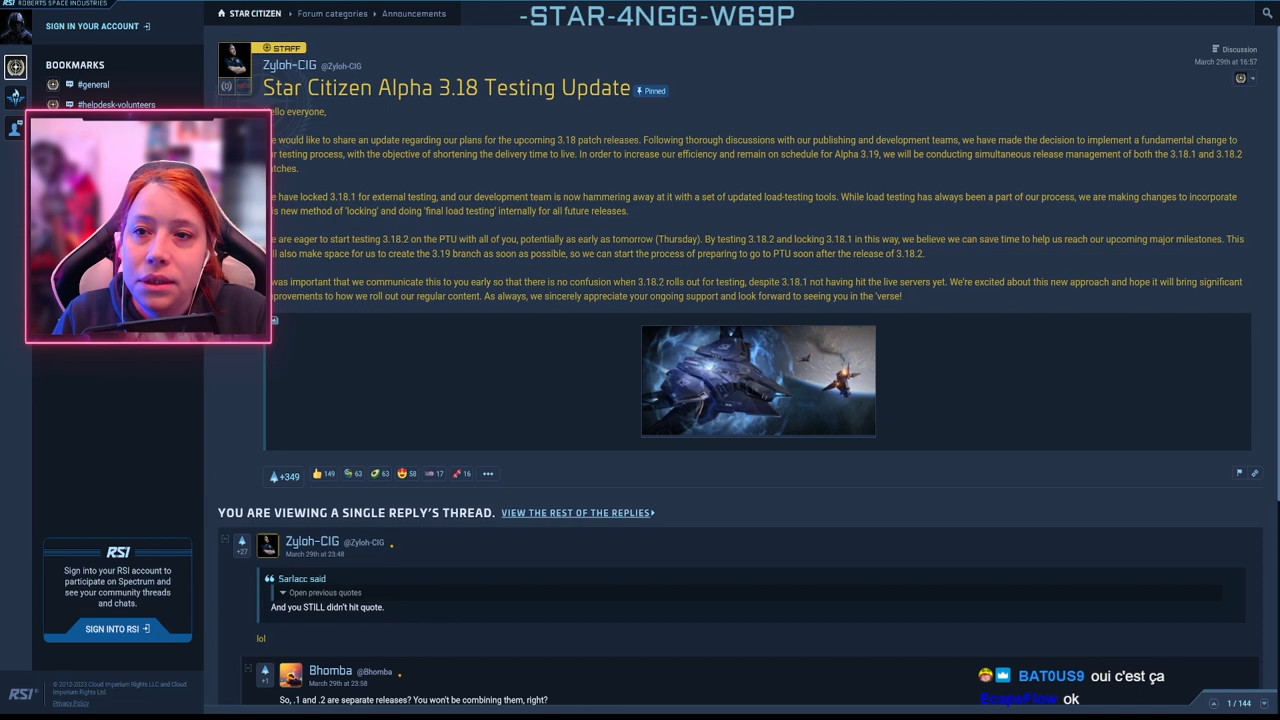 RSI ROBERTS SPACE INDUSTRIES
-STAR-4NGG-W69P
SIGN IN YOUR ACCOUNT
STAR CITIZEN › Forum categories › Announcements
BOOKMARKS
#general
#helpdesk-volunteers
STAFF
Zyloh-CIG @Zyloh-CIG
Discussion
March 29th at 16:57
Star Citizen Alpha 3.18 Testing Update
Pinned
ello everyone,
would like to share an update regarding our plans for the upcoming 3.18 patch releases. Following thorough discussions with our publishing and development teams, we have made the decision to implement a fundamental change to
testing process, with the objective of shortening the delivery time to live. In order to increase our efficiency and remain on schedule for Alpha 3.19, we will be conducting simultaneous release management of both the 3.18.1 and 3.18.2
tches.
have locked 3.18.1 for external testing, and our development team is now hammering away at it with a set of updated load-testing tools. While load testing has always been a part of our process, we are making changes to incorporate
is new method of 'locking' and doing 'final load testing' internally for all future releases.
are eager to start testing 3.18.2 on the PTU with all of you, potentially as early as tomorrow (Thursday). By testing 3.18.2 and locking 3.18.1 in this way, we believe we can save time to help us reach our upcoming major milestones. This
ll also make space for us to create the 3.19 branch as soon as possible, so we can start the process of preparing to go to PTU soon after the release of 3.18.2.
was important that we communicate this to you early so that there is no confusion when 3.18.2 rolls out for testing, despite 3.18.1 not having hit the live servers yet. We're excited about this new approach and hope it will bring significant
provements to how we roll out our regular content. As always, we sincerely appreciate your ongoing support and look forward to seeing you in the 'verse!
+349 149 63 63 58 17 16
YOU ARE VIEWING A SINGLE REPLY'S THREAD. VIEW THE REST OF THE REPLIES
+27
Zyloh-CIG @Zyloh-CIG
March 29th at 23:48
Sarlacc said
Open previous quotes
And you STILL didn't hit quote.
lol
+1
Bhomba @Bhomba
March 29th at 23:58
So, .1 and .2 are separate releases? You won't be combining them, right?
RSI
Sign into your RSI account to
participate on Spectrum and
see your community threads
and chats.
SIGN INTO RSI
RSI
© 2012-2023 Cloud Imperium Rights LLC and Cloud
Imperium Rights Ltd.
Privacy Policy
BAT0US9 oui c'est ça
EcapsFlow ok
1 / 144